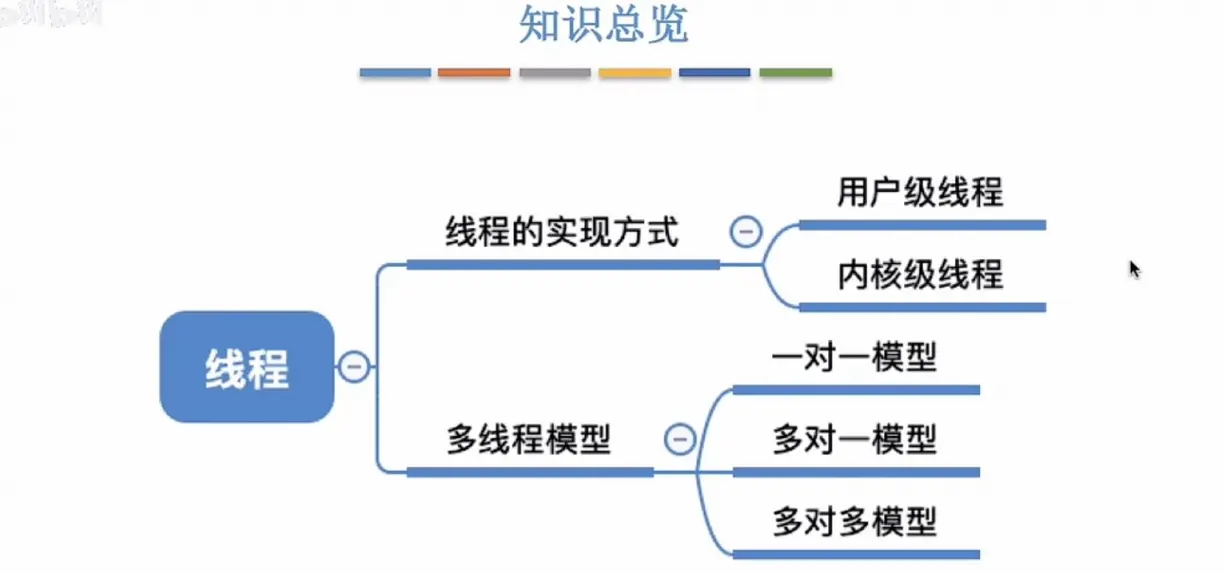 知识总览
用户级线程
线程的实现方式
内核级线程
线程
一对一模型
多线程模型
多对一模型
多对多模型